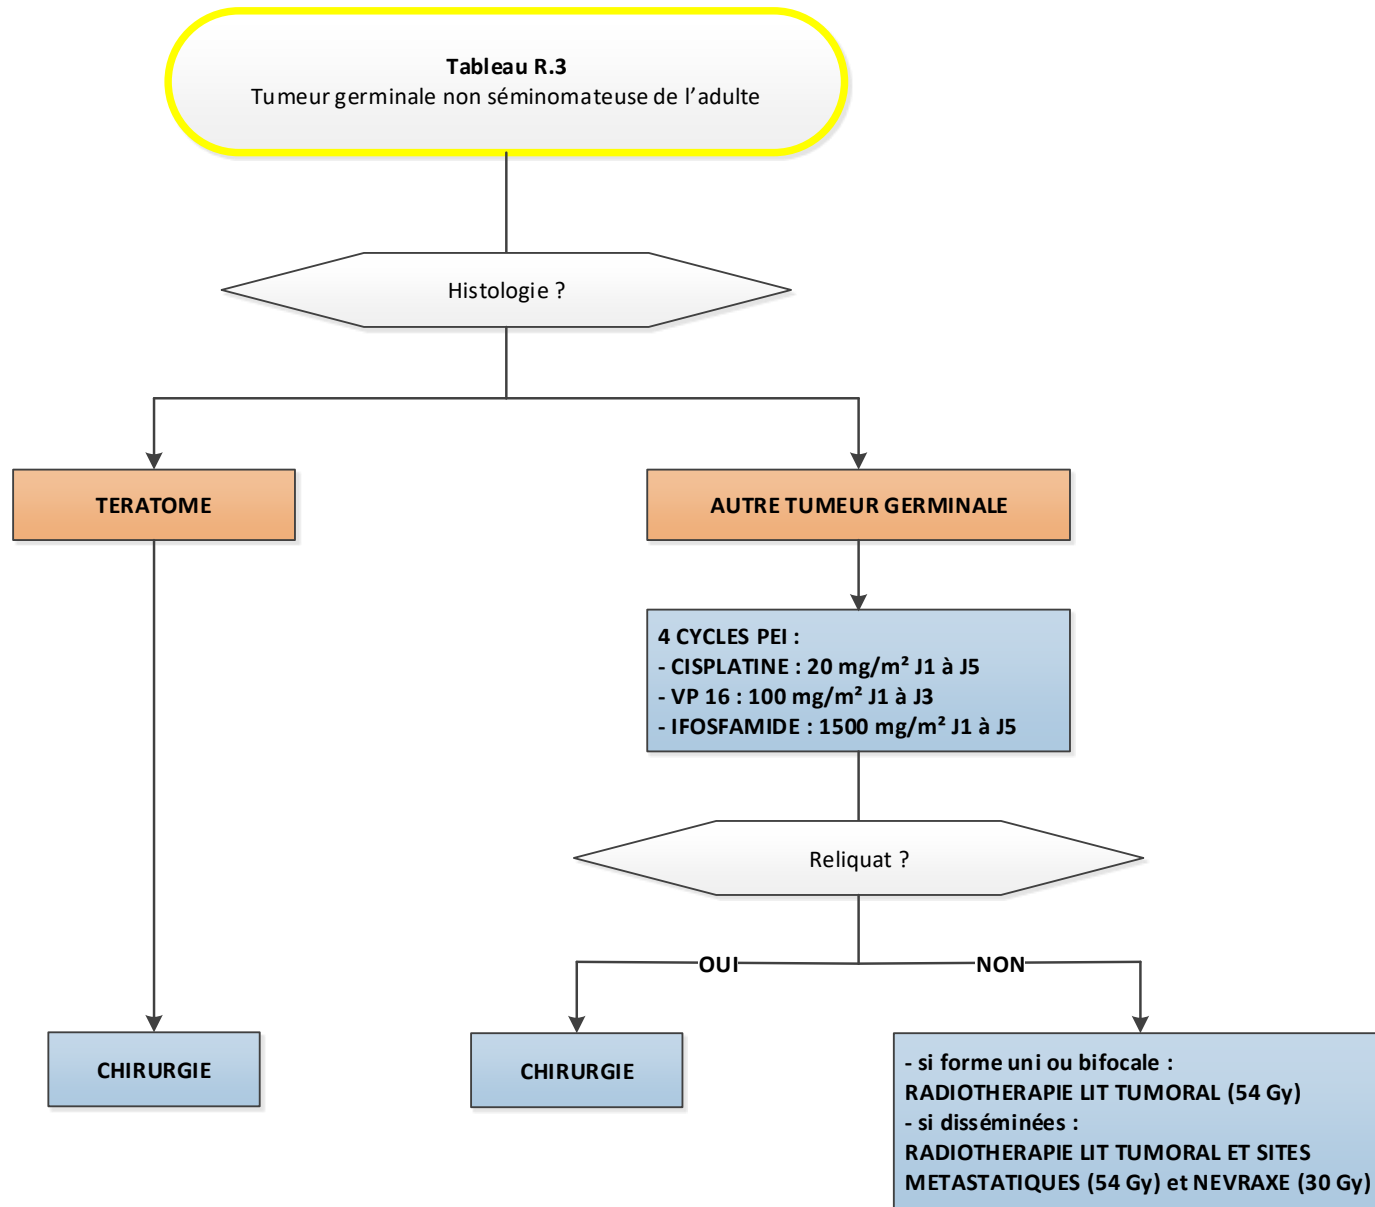 Tableau R.3
Tumeur germinale non séminomateuse de l’adulte
Histologie ?
TERATOME
AUTRE TUMEUR GERMINALE
4 CYCLES PEI :
- CISPLATINE : 20 mg/m² J1 à J5
- VP 16 : 100 mg/m² J1 à J3
- IFOSFAMIDE : 1500 mg/m² J1 à J5
Reliquat ?
OUI
NON
CHIRURGIE
CHIRURGIE
- si forme uni ou bifocale :
RADIOTHERAPIE LIT TUMORAL (54 Gy)
- si disséminées :
RADIOTHERAPIE LIT TUMORAL ET SITES
METASTATIQUES (54 Gy) et NEVRAXE (30 Gy)